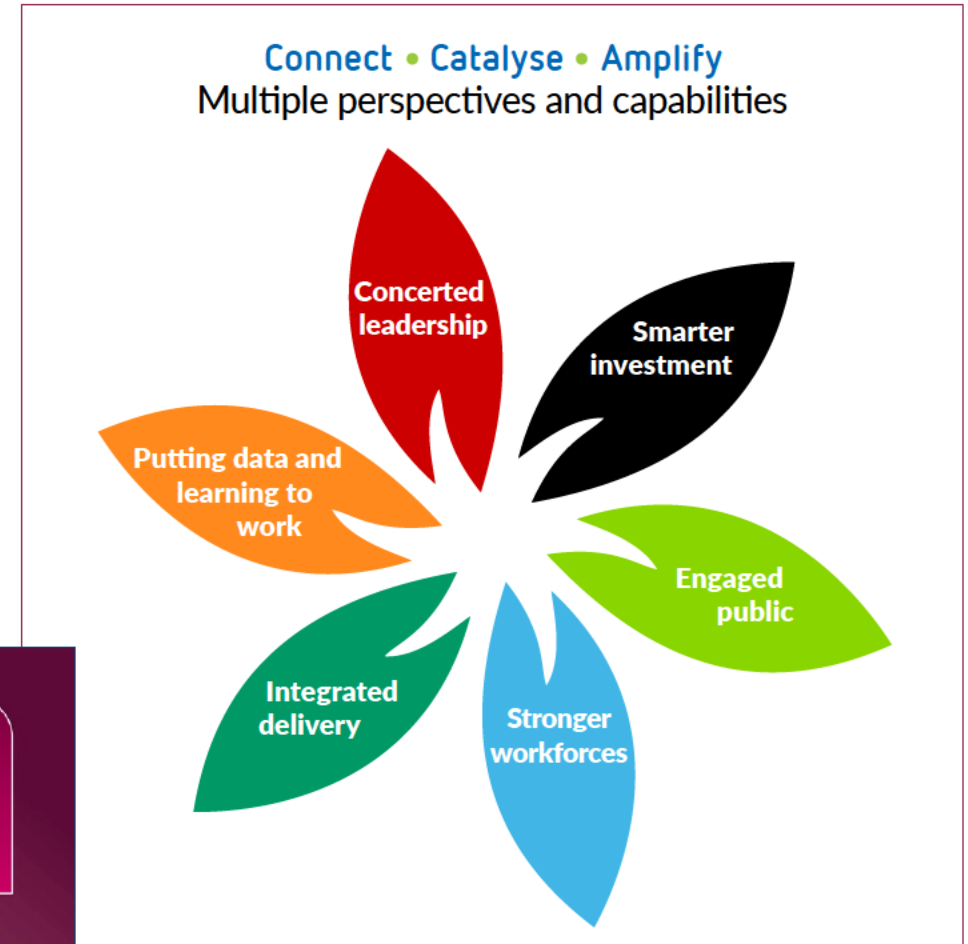 Connect • Catalyse • Amplify
Multiple perspectives and capabilities
Concerted
leadership
Smarter
investment
Putting data and
learning to
work
Engaged
public
Integrated
delivery
Stronger
workforces